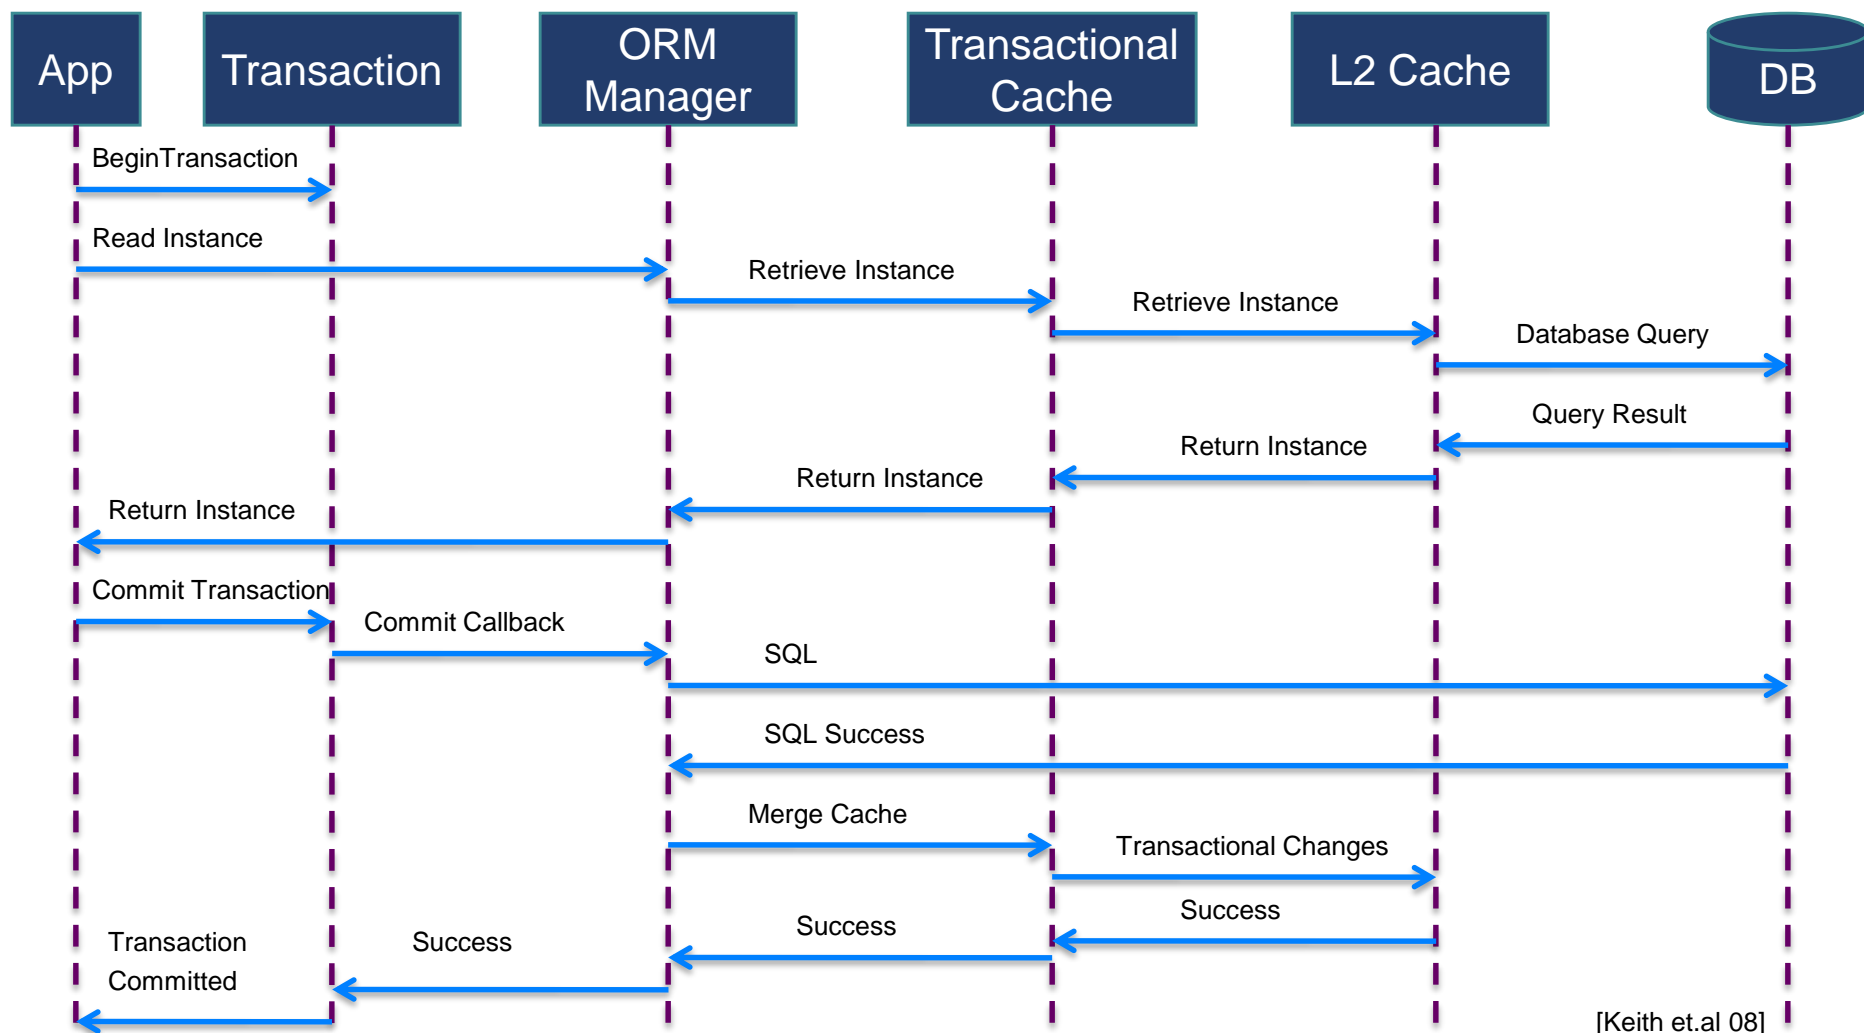 App
Transaction
ORM
Manager
Transactional
Cache
L2 Cache
DB
BeginTransaction
Read Instance
Retrieve Instance
Retrieve Instance
Database Query
Query Result
Return Instance
Return Instance
Return Instance
Commit Transaction
Commit Callback
SQL
SQL Success
Merge Cache
Transactional Changes
Success
Success
Success
Transaction
Committed
[Keith et.al 08]